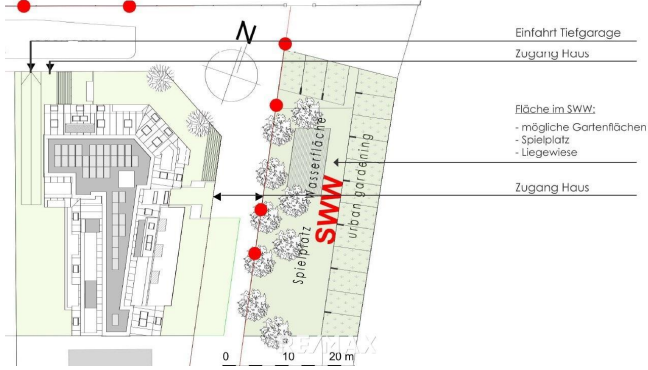 N
Einfahrt Tiefgarage
Zugang Haus
Fläche im SWW:
- mögliche Gartenflächen
- Spielplatz
- Liegewiese
Zugang Haus
Wasserfläche
urban gardening
SWW
Spielplatz
RE/MAX
0 10 20 m